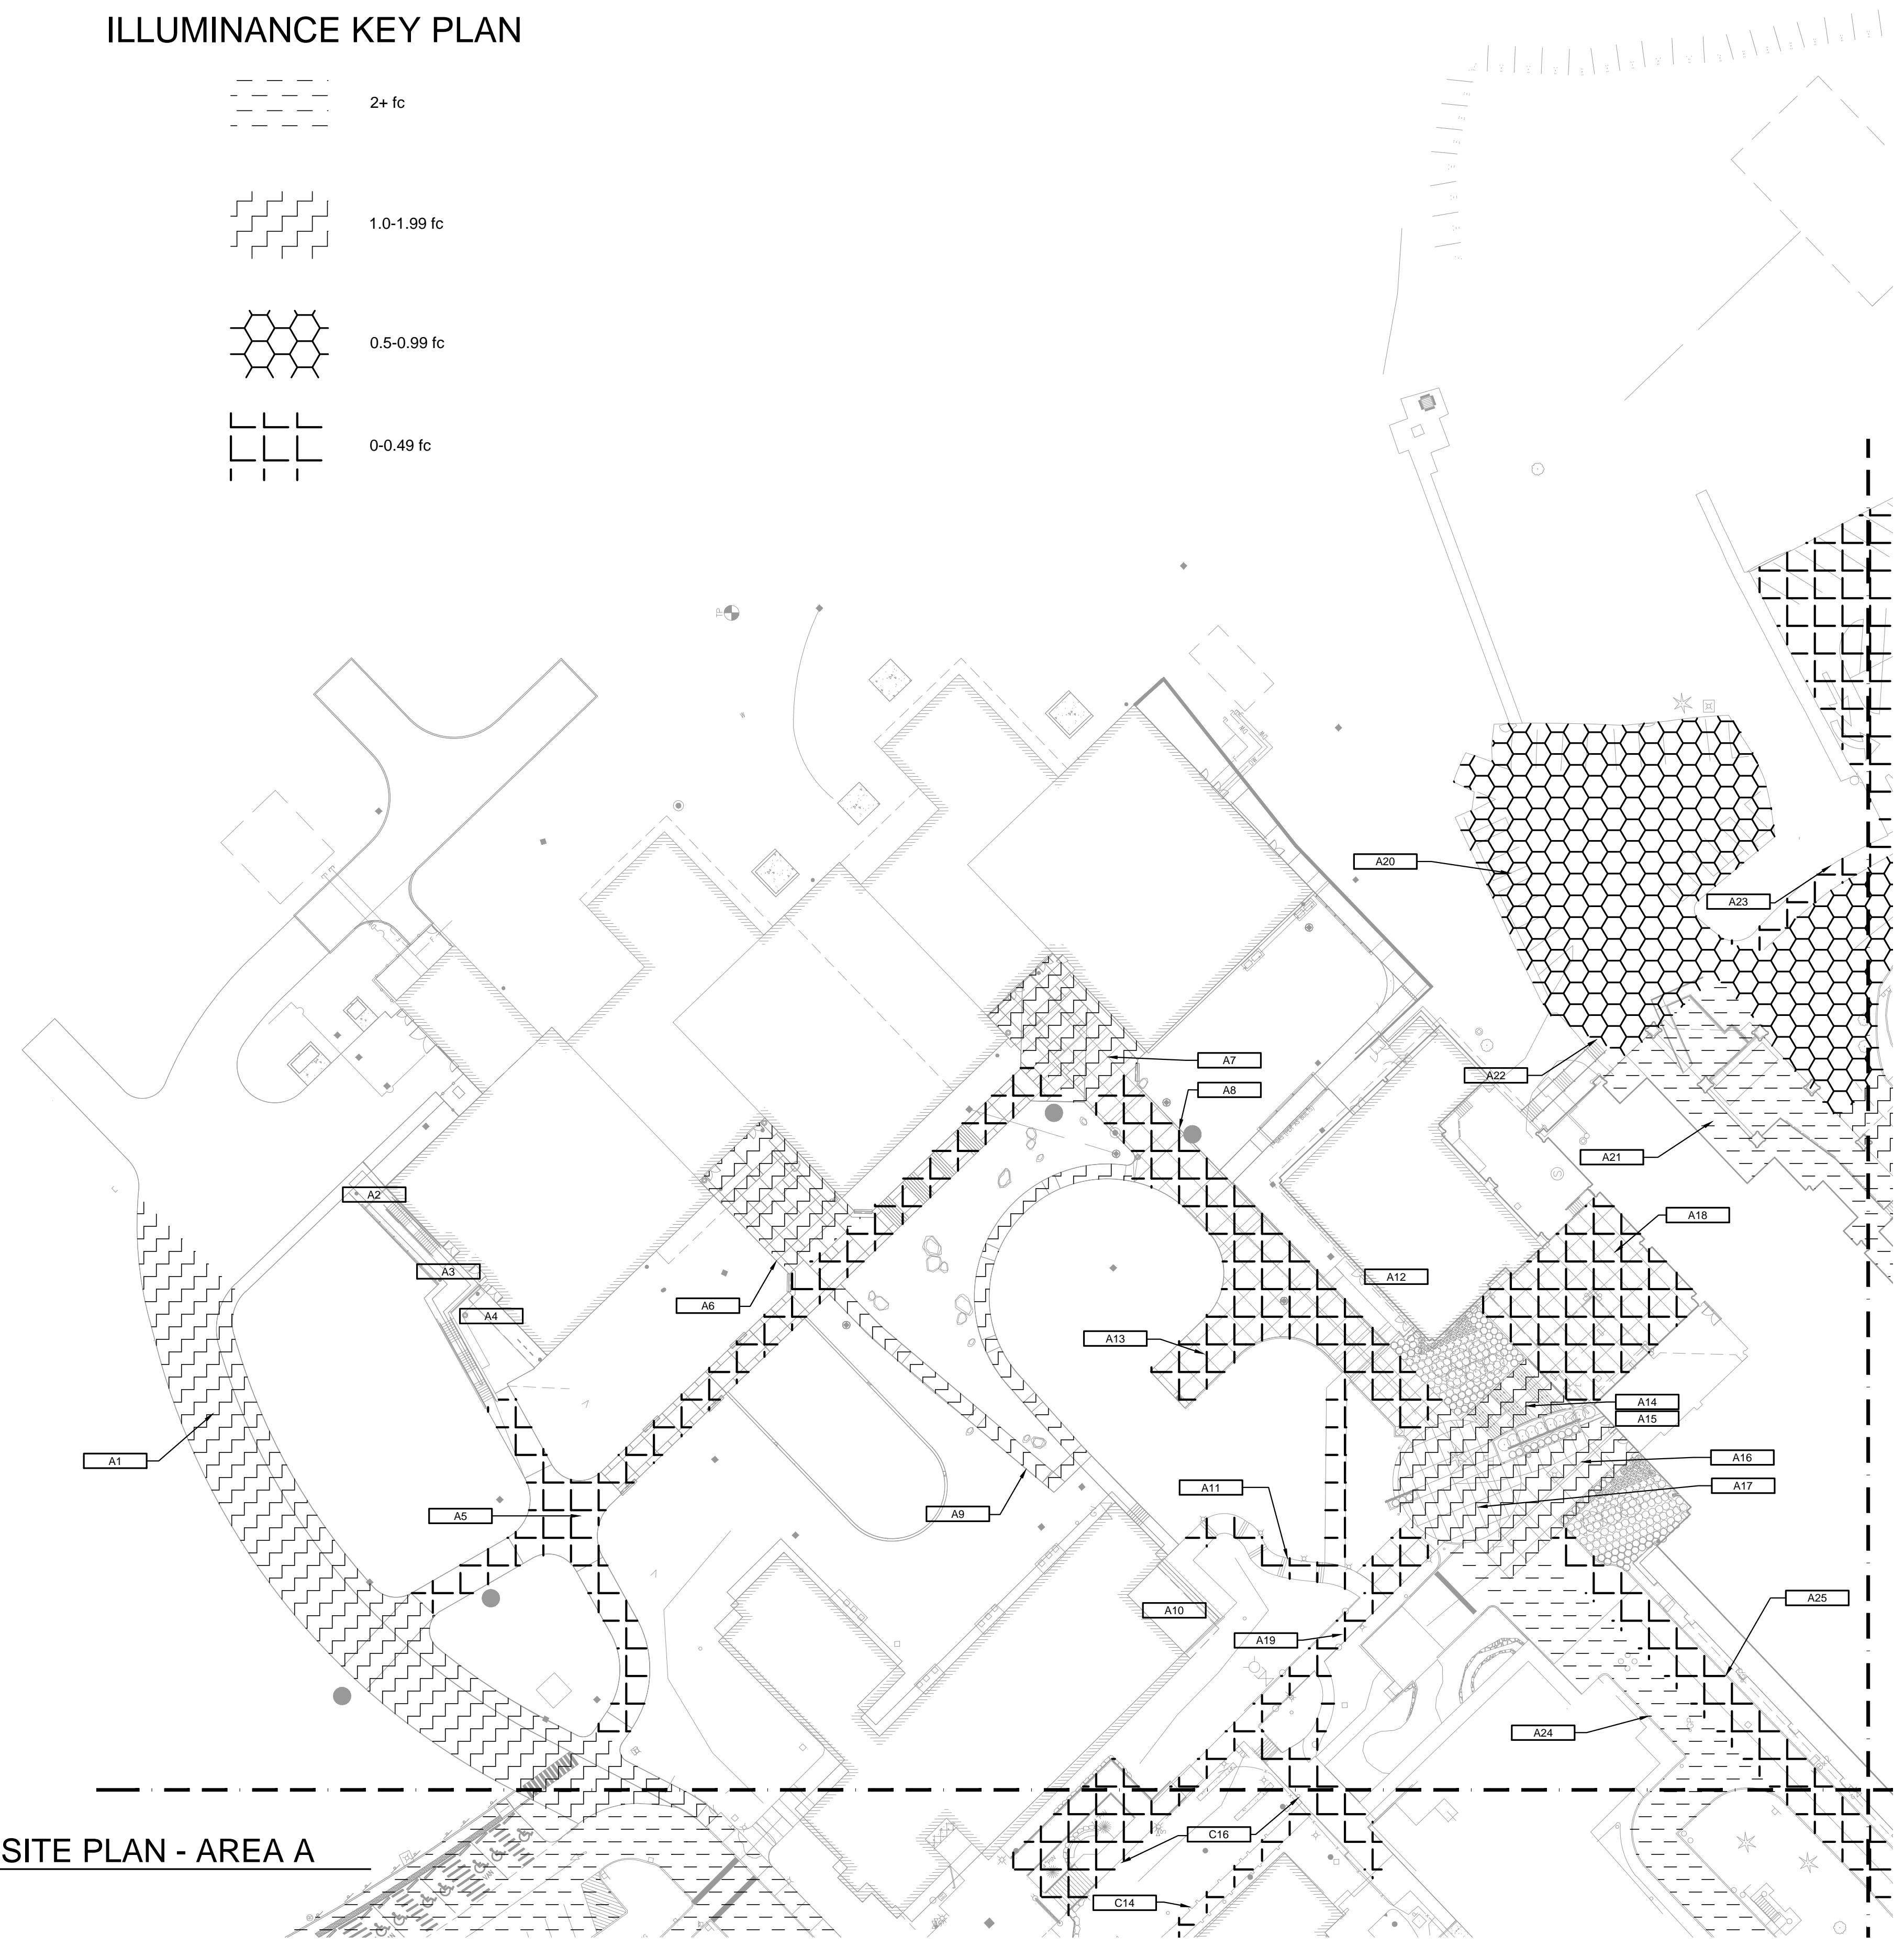 ILLUMINANCE KEY PLAN
2+ fc
1.0-1.99 fc
0.5-0.99 fc
0-0.49 fc
TP
A20
A23
A7
A22
A8
A21
A2
A18
A3
A12
A6
A4
A13
A14
A15
A1
A16
A11
A17
A9
A5
A25
A10
A19
A24
C16
SITE PLAN - AREA A
C14